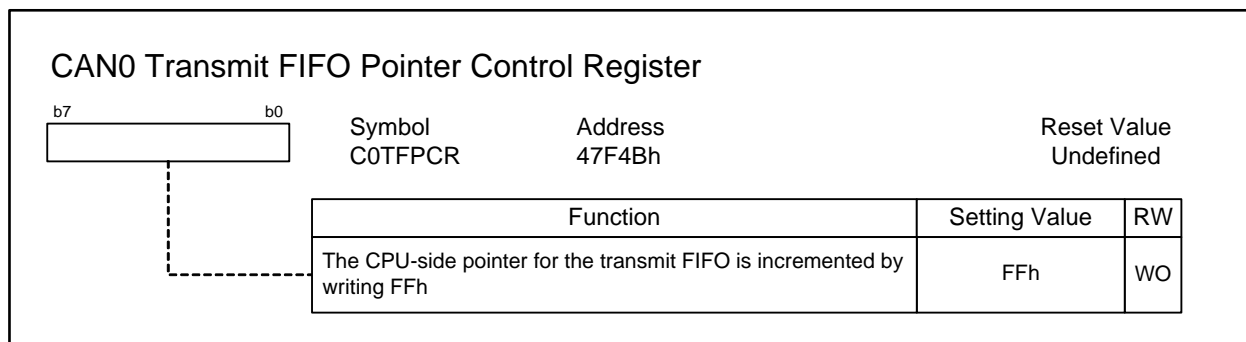 CAN0 Transmit FIFO Pointer Control Register
b7 b0
Symbol Address Reset Value
C0TFPCR 47F4Bh Undefined
Function Setting Value RW
The CPU-side pointer for the transmit FIFO is incremented by
writing FFh
FFh WO